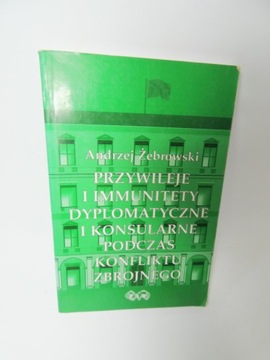 Andrzej Żebrowski
PRZYWILEJE
I IMMUNITETY
DYPLOMATYCZNE
I KONSULARNE
PODCZAS
KONFLIKTU
ZBROJNEGO